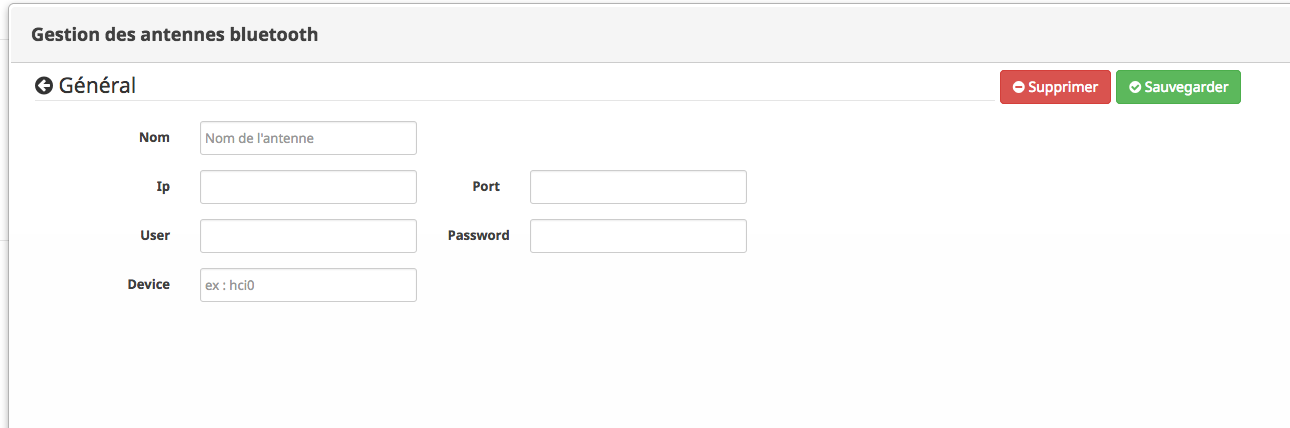 Gestion des antennes bluetooth
Général
Supprimer
Sauvegarder
Nom
Nom de l'antenne
Ip
Port
User
Password
Device
ex : hci0